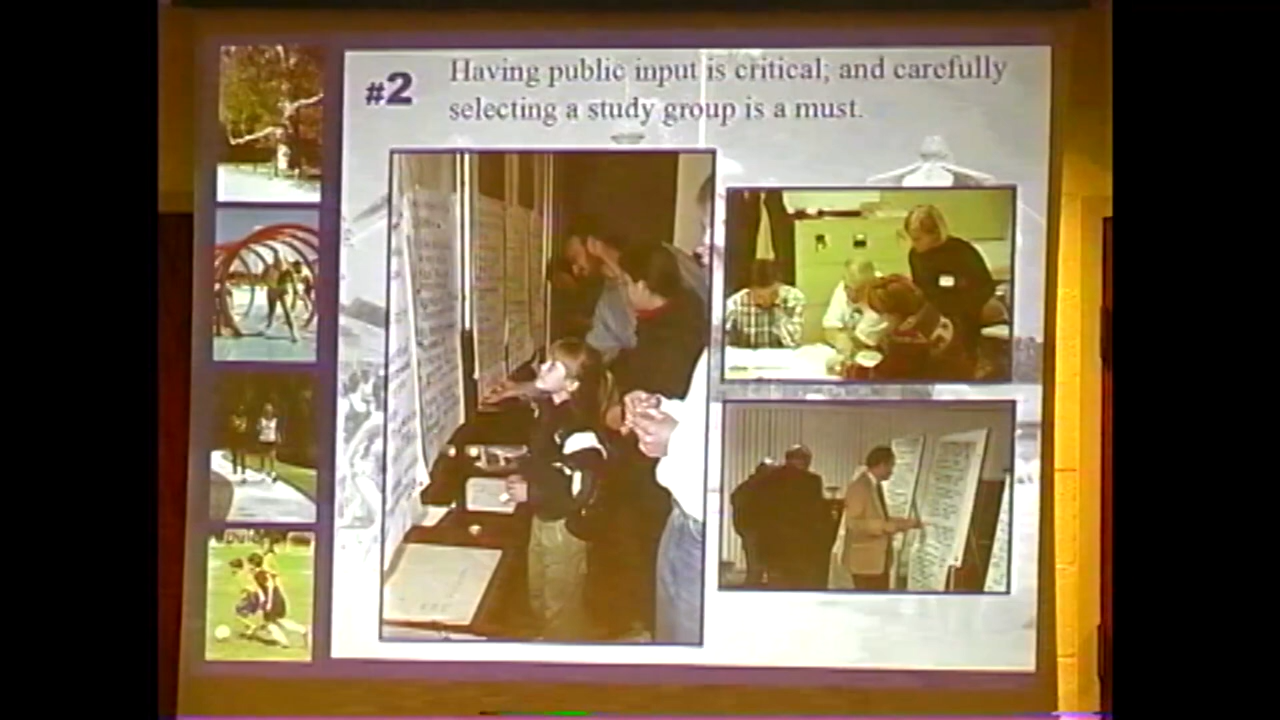 #2
Having public input is critical; and carefully
selecting a study group is a must.